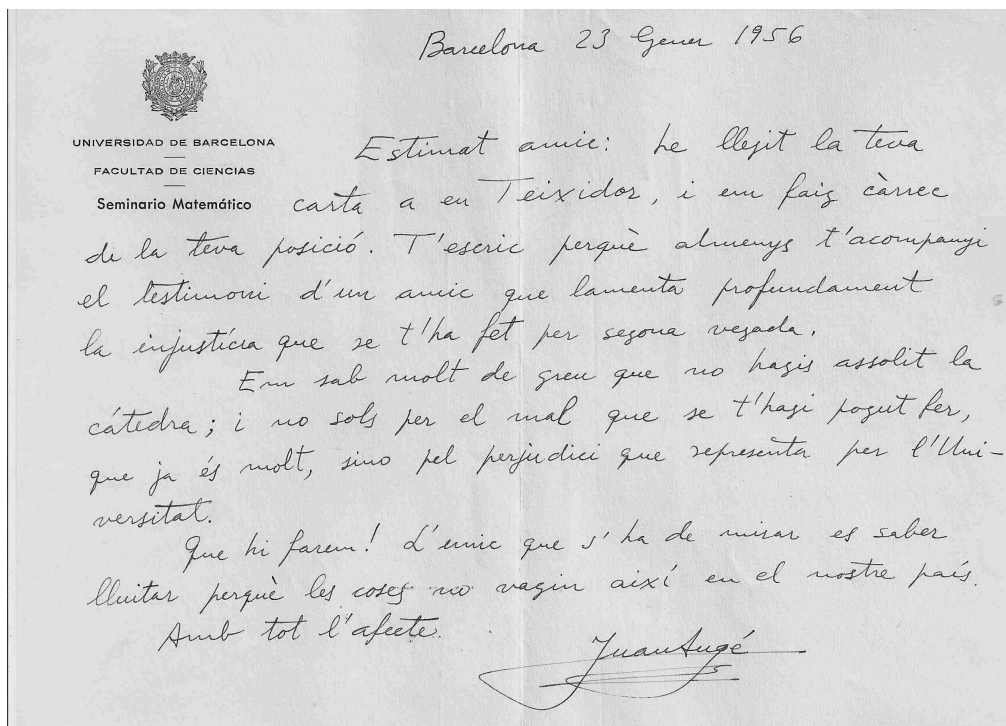 Barcelona 23 Gener 1956
UNIVERSIDAD DE BARCELONA
FACULTAD DE CIENCIAS
Seminario Matemático
Estimat amic: he llegit la teva
carta a en Teixidor, i em faig càrrec
de la teva posició. T'escric perquè almenys t'acompanyi
el testimoni d'un amic que lamenta profundament
la injustícia que se t'ha fet per segona vegada.
Em sab molt de greu que no hagis assolit la
cátedra; i no sols per el mal que se t'hagi pogut fer,
que ja és molt, sino pel perjudici que representa per l'Uni-
versitat.
Que hi farem! L'unic que s'ha de mirar es saber
lluitar perquè les coses no vagin així en el nostre país.
Amb tot l'afecte.
Juan Augé